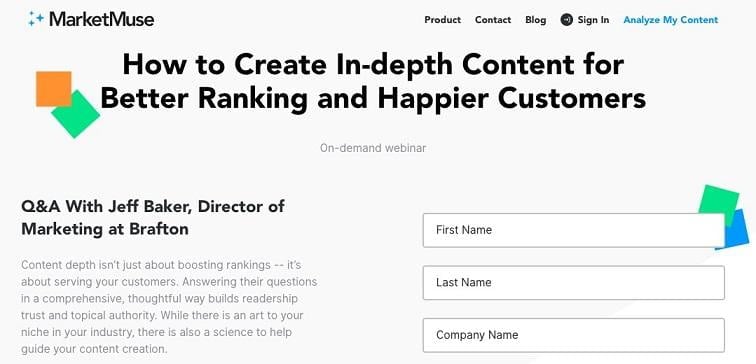 MarketMuse
Product Contact Blog Sign In Analyze My Content
How to Create In-depth Content for
Better Ranking and Happier Customers
On-demand webinar
Q&A With Jeff Baker, Director of
Marketing at Brafton
Content depth isn't just about boosting rankings -- it's
about serving your customers. Answering their questions
in a comprehensive, thoughtful way builds readership
trust and topical authority. While there is an art to your
niche in your industry, there is also a science to help
guide your content creation.
First Name
Last Name
Company Name